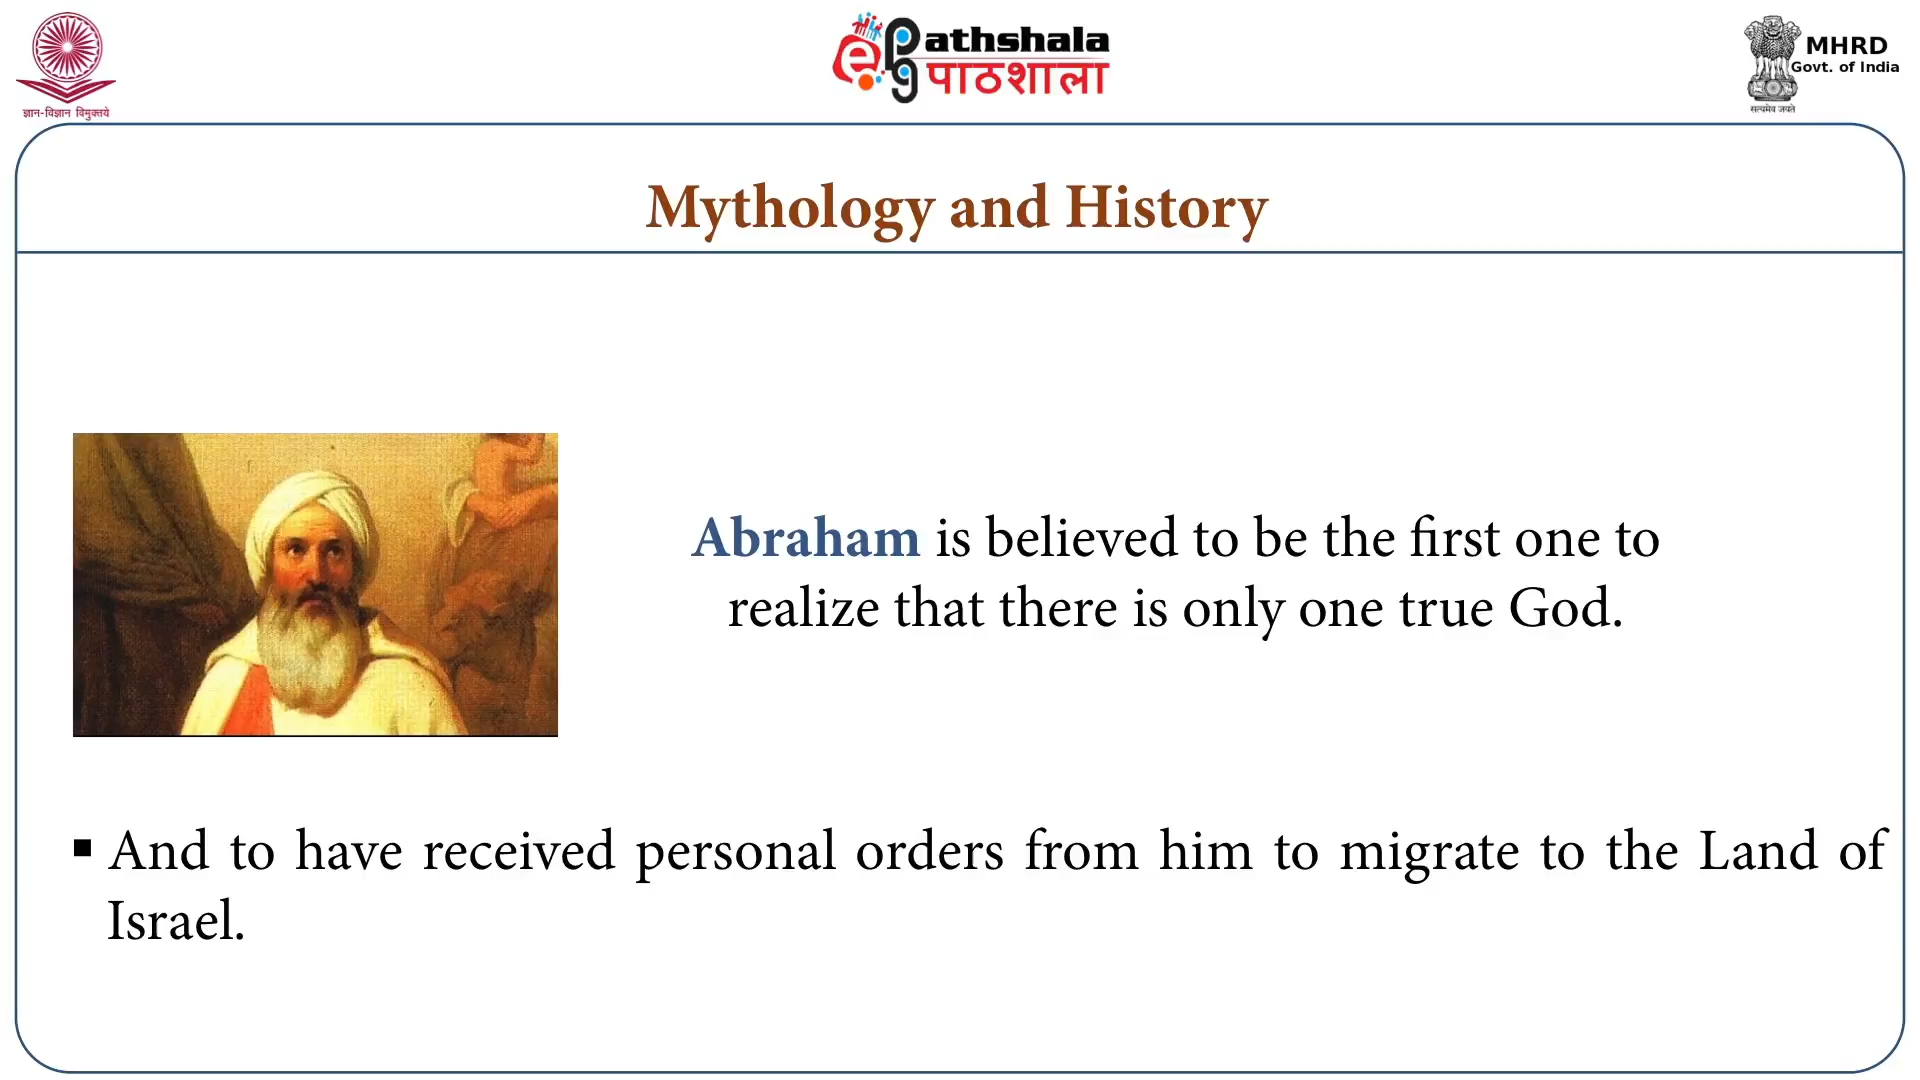 ज्ञान-विज्ञान विमुक्तये
ePG Pathshala
पाठशाला
MHRD
Govt. of India
सत्यमेव जयते
Mythology and History
Abraham is believed to be the first one to
realize that there is only one true God.
▪ And to have received personal orders from him to migrate to the Land of
Israel.